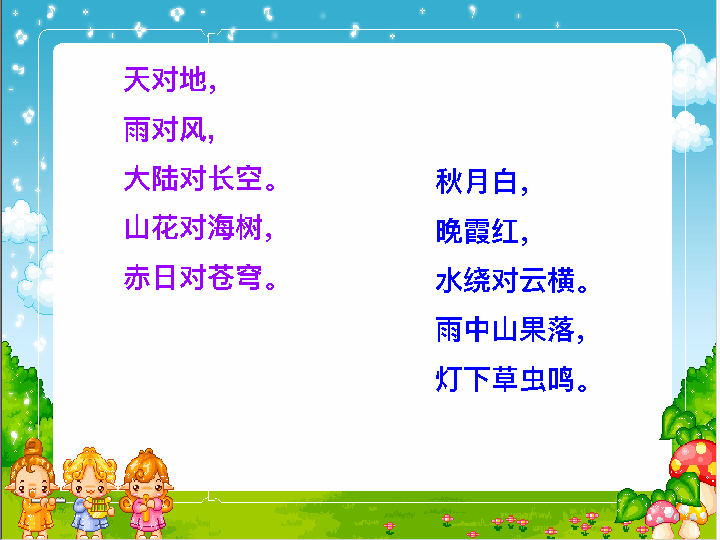 天对地，
雨对风，
大陆对长空。
山花对海树，
赤日对苍穹。
秋月白，
晚霞红，
水绕对云横。
雨中山果落，
灯下草虫鸣。